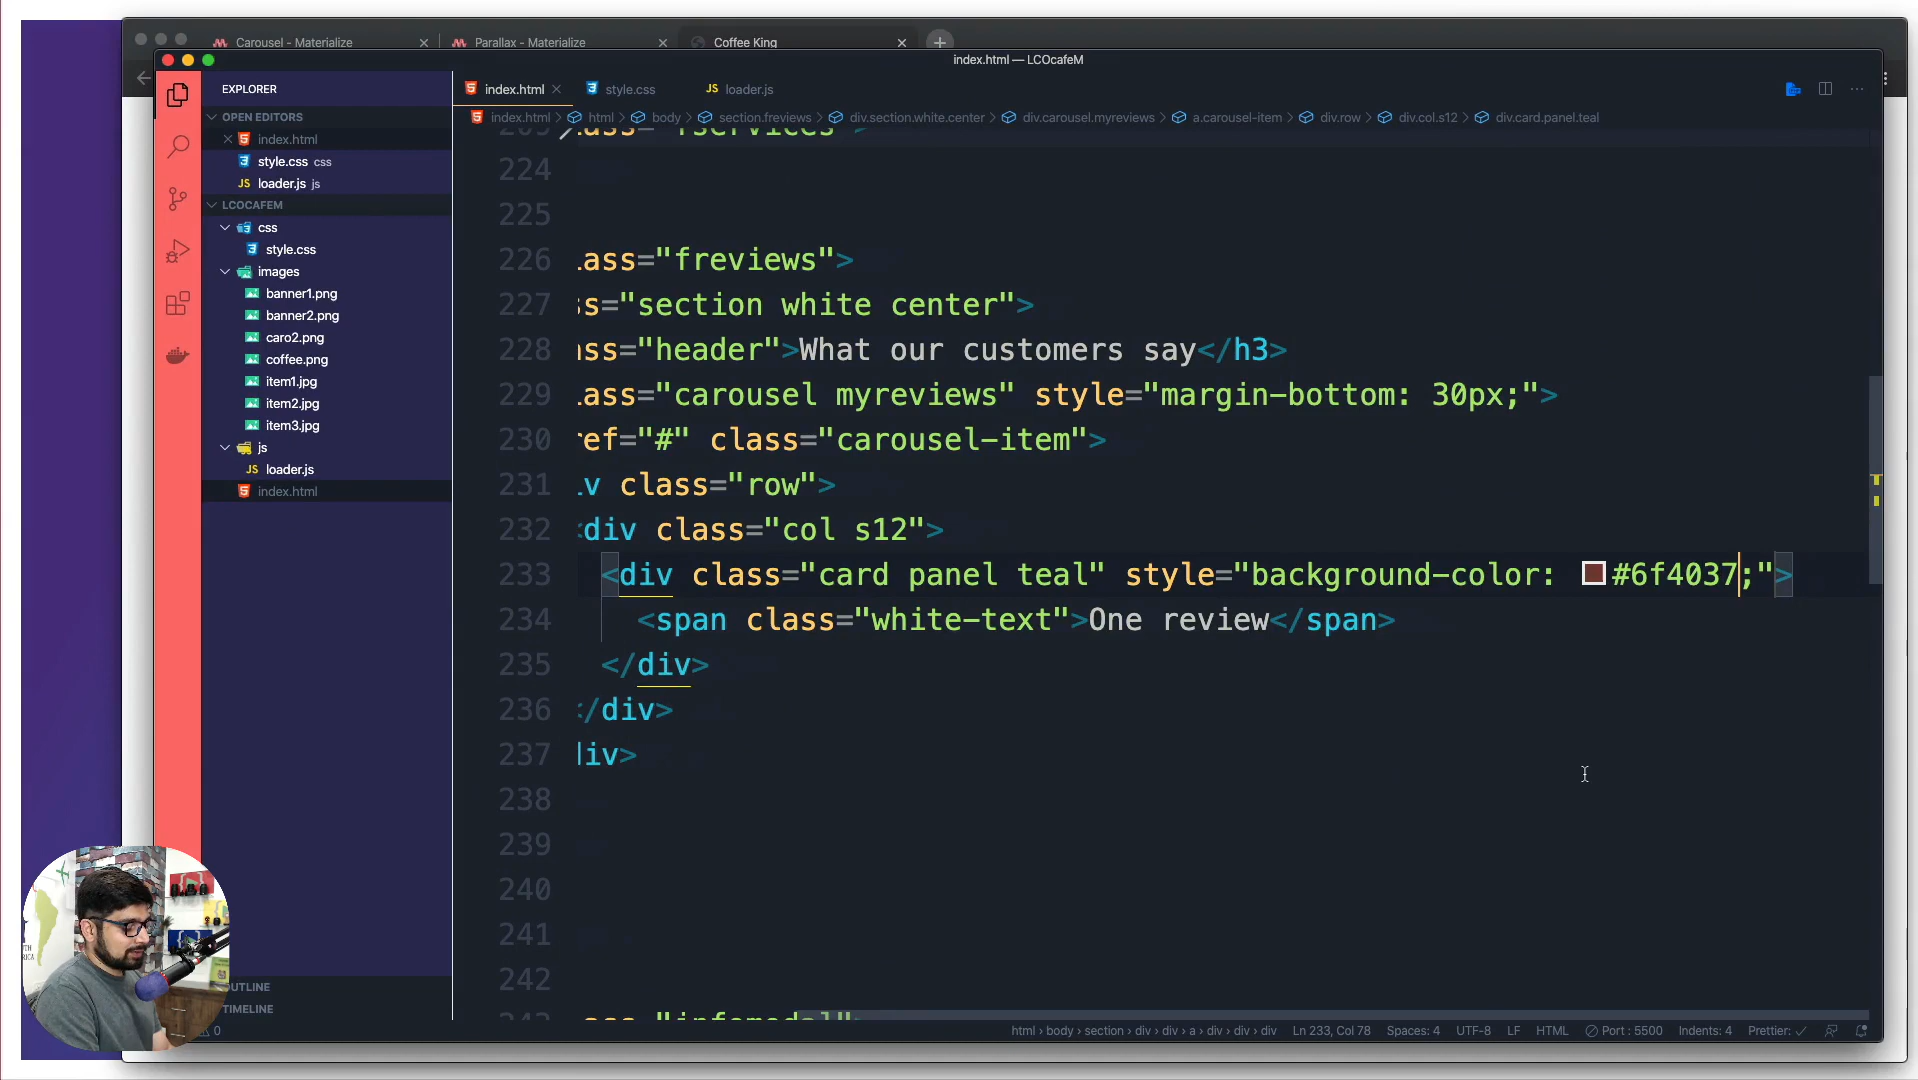 Carousel - Materialize
Parallax - Materialize
Coffee King
index.html — LCOcafeM
EXPLORER
OPEN EDITORS
index.html
style.css css
loader.js js
LCOCAFEM
css
style.css
images
banner1.png
banner2.png
caro2.png
coffee.png
item1.jpg
item2.jpg
item3.jpg
js
loader.js
index.html
UTLINE
TIMELINE
0
index.html
style.css
JS loader.js
index.html
html
body
section.freviews
div.section.white.center
div.carousel.myreviews
a.carousel-item
div.row
div.col.s12
div.card.panel.teal
224
225
226 ass="freviews">
227 s="section white center">
228 ss="header">What our customers say</h3>
229 ass="carousel myreviews" style="margin-bottom: 30px;">
230 ref="#" class="carousel-item">
231 v class="row">
232 <div class="col s12">
233 <div class="card panel teal" style="background-color: #6f4037;">
234 <span class="white-text">One review</span>
235 </div>
236 </div>
237 div>
238
239
240
241
242
html › body › section › div › div › a › div › div › div
Ln 233, Col 78
Spaces: 4
UTF-8
LF
HTML
Port : 5500
Indents: 4
Prettier: ✓